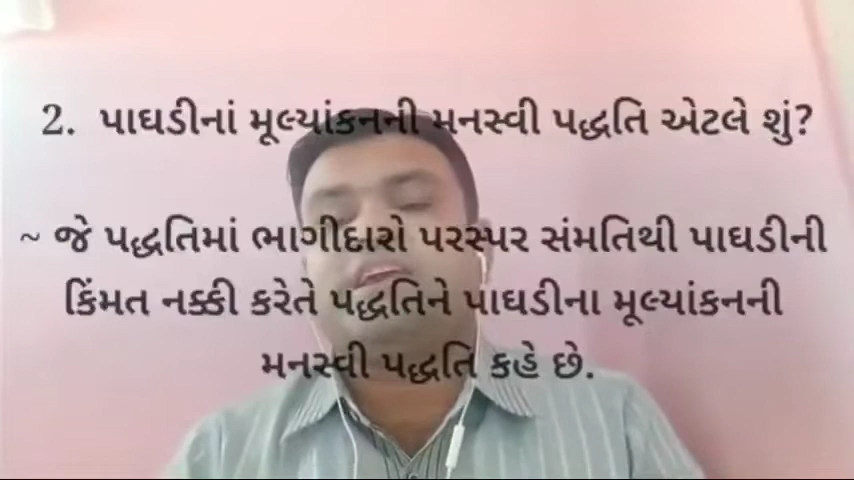 2. પાઘડીનાં મૂલ્યાંકનની મનસ્વી પદ્ધતિ એટલે શું?
~ જે પદ્ધતિમાં ભાગીદારો પરસ્પર સંમતિથી પાઘડીની
કિંમત નક્કી કરેતે પદ્ધતિને પાઘડીના મૂલ્યાંકનની
મનસ્વી પદ્ધતિ કહે છે.